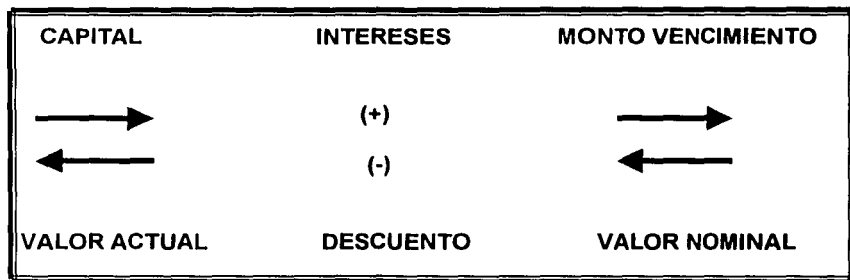 CAPITAL INTERESES MONTO VENCIMIENTO
(+)
(-)
VALOR ACTUAL DESCUENTO VALOR NOMINAL